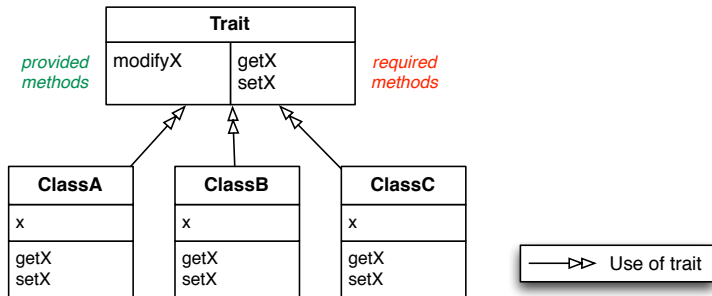 Trait
provided methods
modifyX
getX
setX
required methods
ClassA
x
getX
setX
ClassB
x
getX
setX
ClassC
x
getX
setX
Use of trait